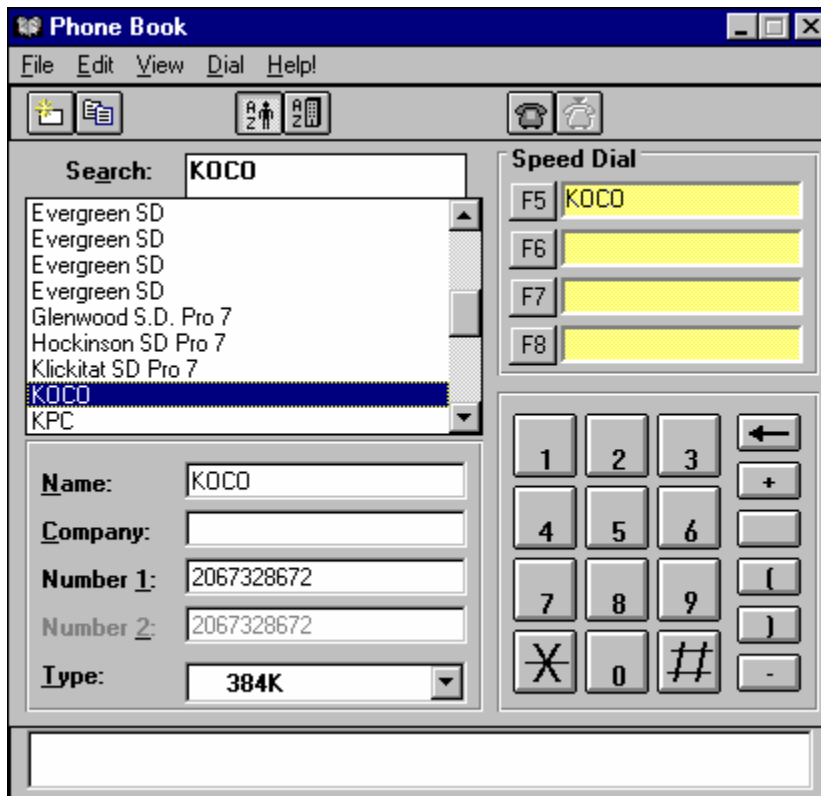 Phone Book
File Edit View Dial Help!
A Z A Z
Search: KOCO
Evergreen SD
Evergreen SD
Evergreen SD
Evergreen SD
Glenwood S.D. Pro 7
Hockinson SD Pro 7
Klickitat SD Pro 7
KOCO
KPC
Name: KOCO
Company:
Number 1: 2067328672
Number 2: 2067328672
Type: 384K
Speed Dial
F5 KOCO
F6
F7
F8
1 2 3
+
4 5 6
7 8 9 (
)
* 0 # -